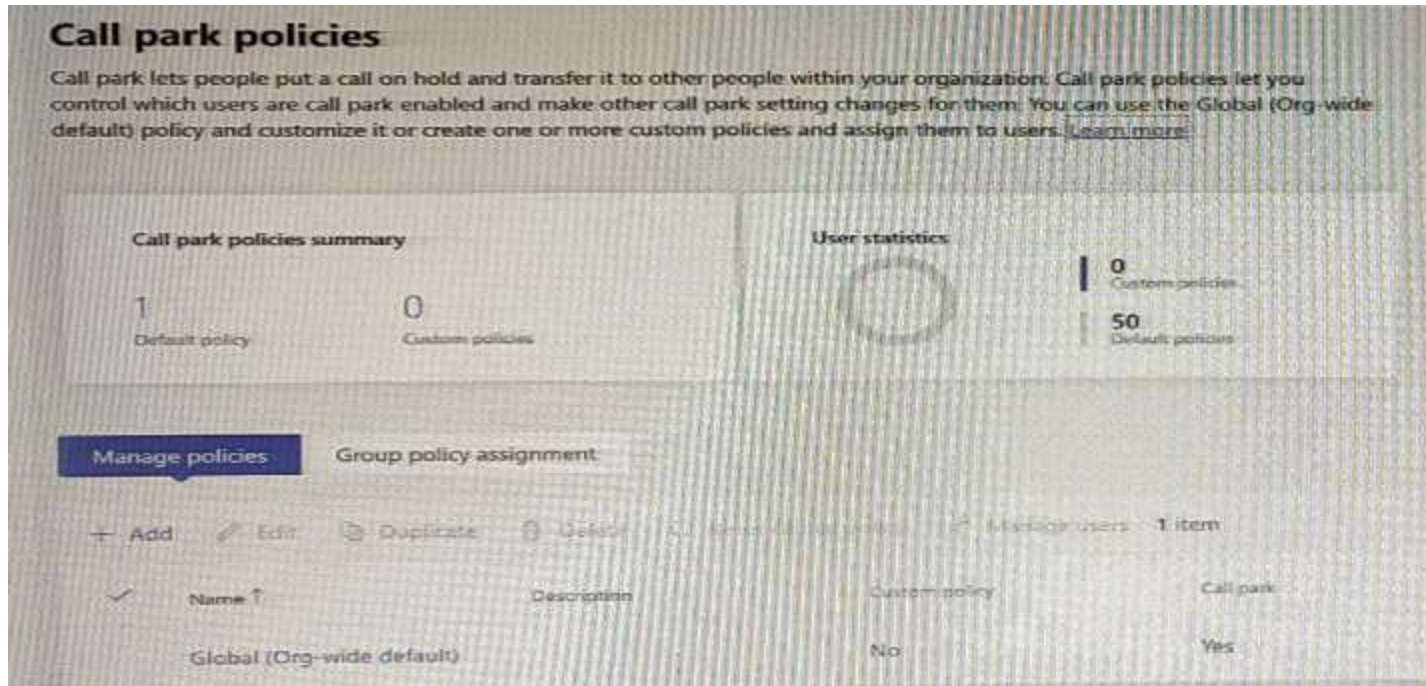 Call park policies
Call park lets people put a call on hold and transfer it to other people within your organization. Call park policies let you
control which users are call park enabled and make other call park setting changes for them. You can use the Global (Org-wide
default) policy and customize it or create one or more custom policies and assign them to users. Learn more
Call park policies summary
User statistics
1
Default policy
0
Custom policies
0
Custom policies
50
Default policies
Manage policies
Group policy assignment
+ Add
Edit
Duplicate
Delete
Manage users
1 item
Name ↑
Description
Custom policy
Call park
Global (Org-wide default)
No
Yes